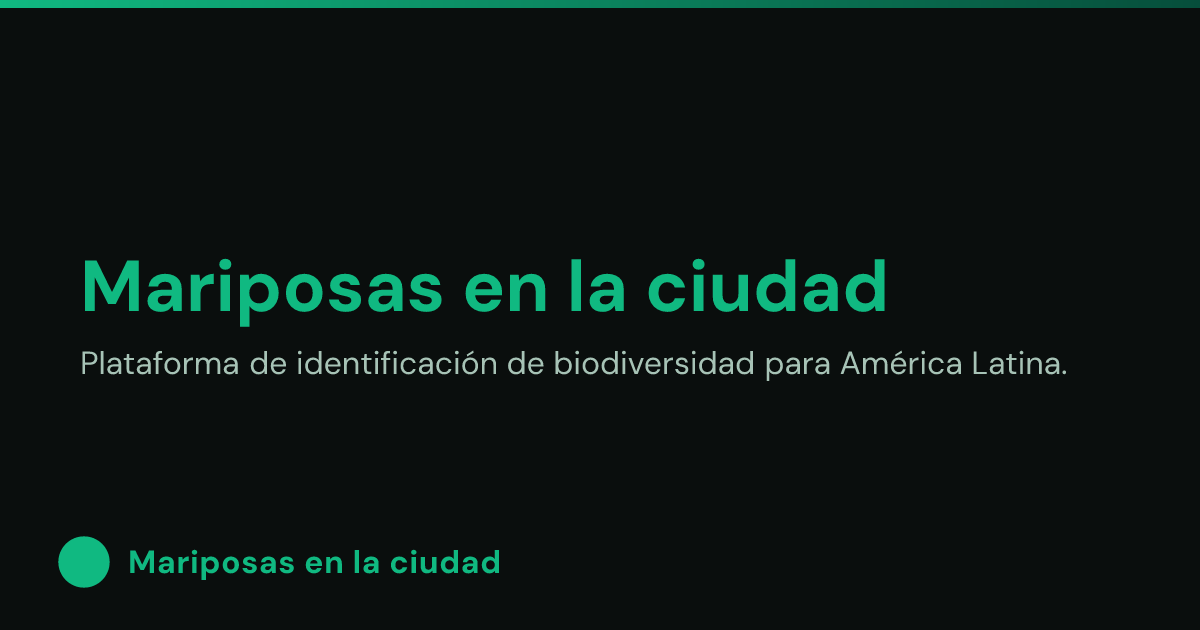 Mariposas en la ciudad
Plataforma de identificación de biodiversidad para América Latina.
Mariposas en la ciudad